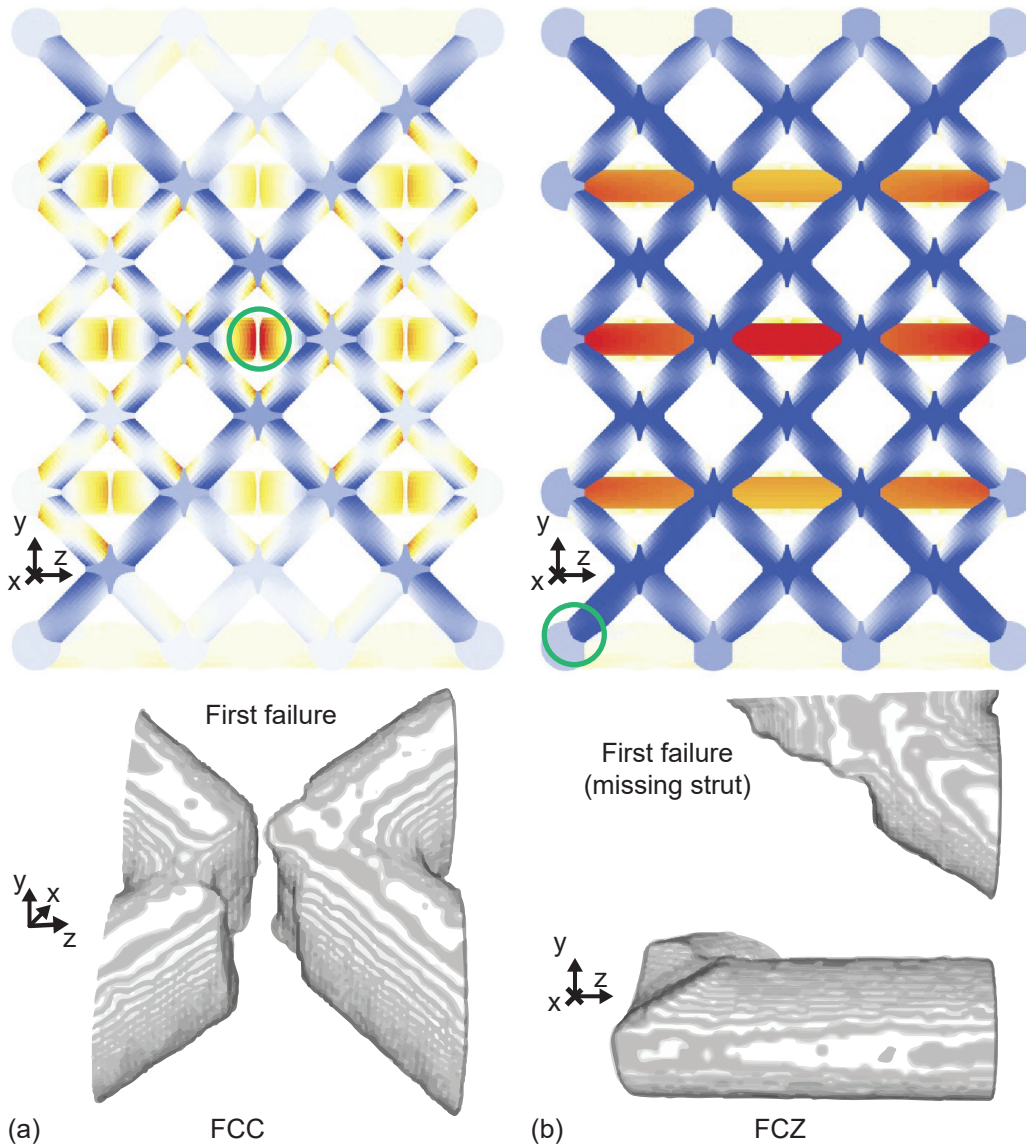 y
z
x
y
z
x
First failure
First failure
(missing strut)
y
x
z
y
z
x
(a)
FCC
(b)
FCZ